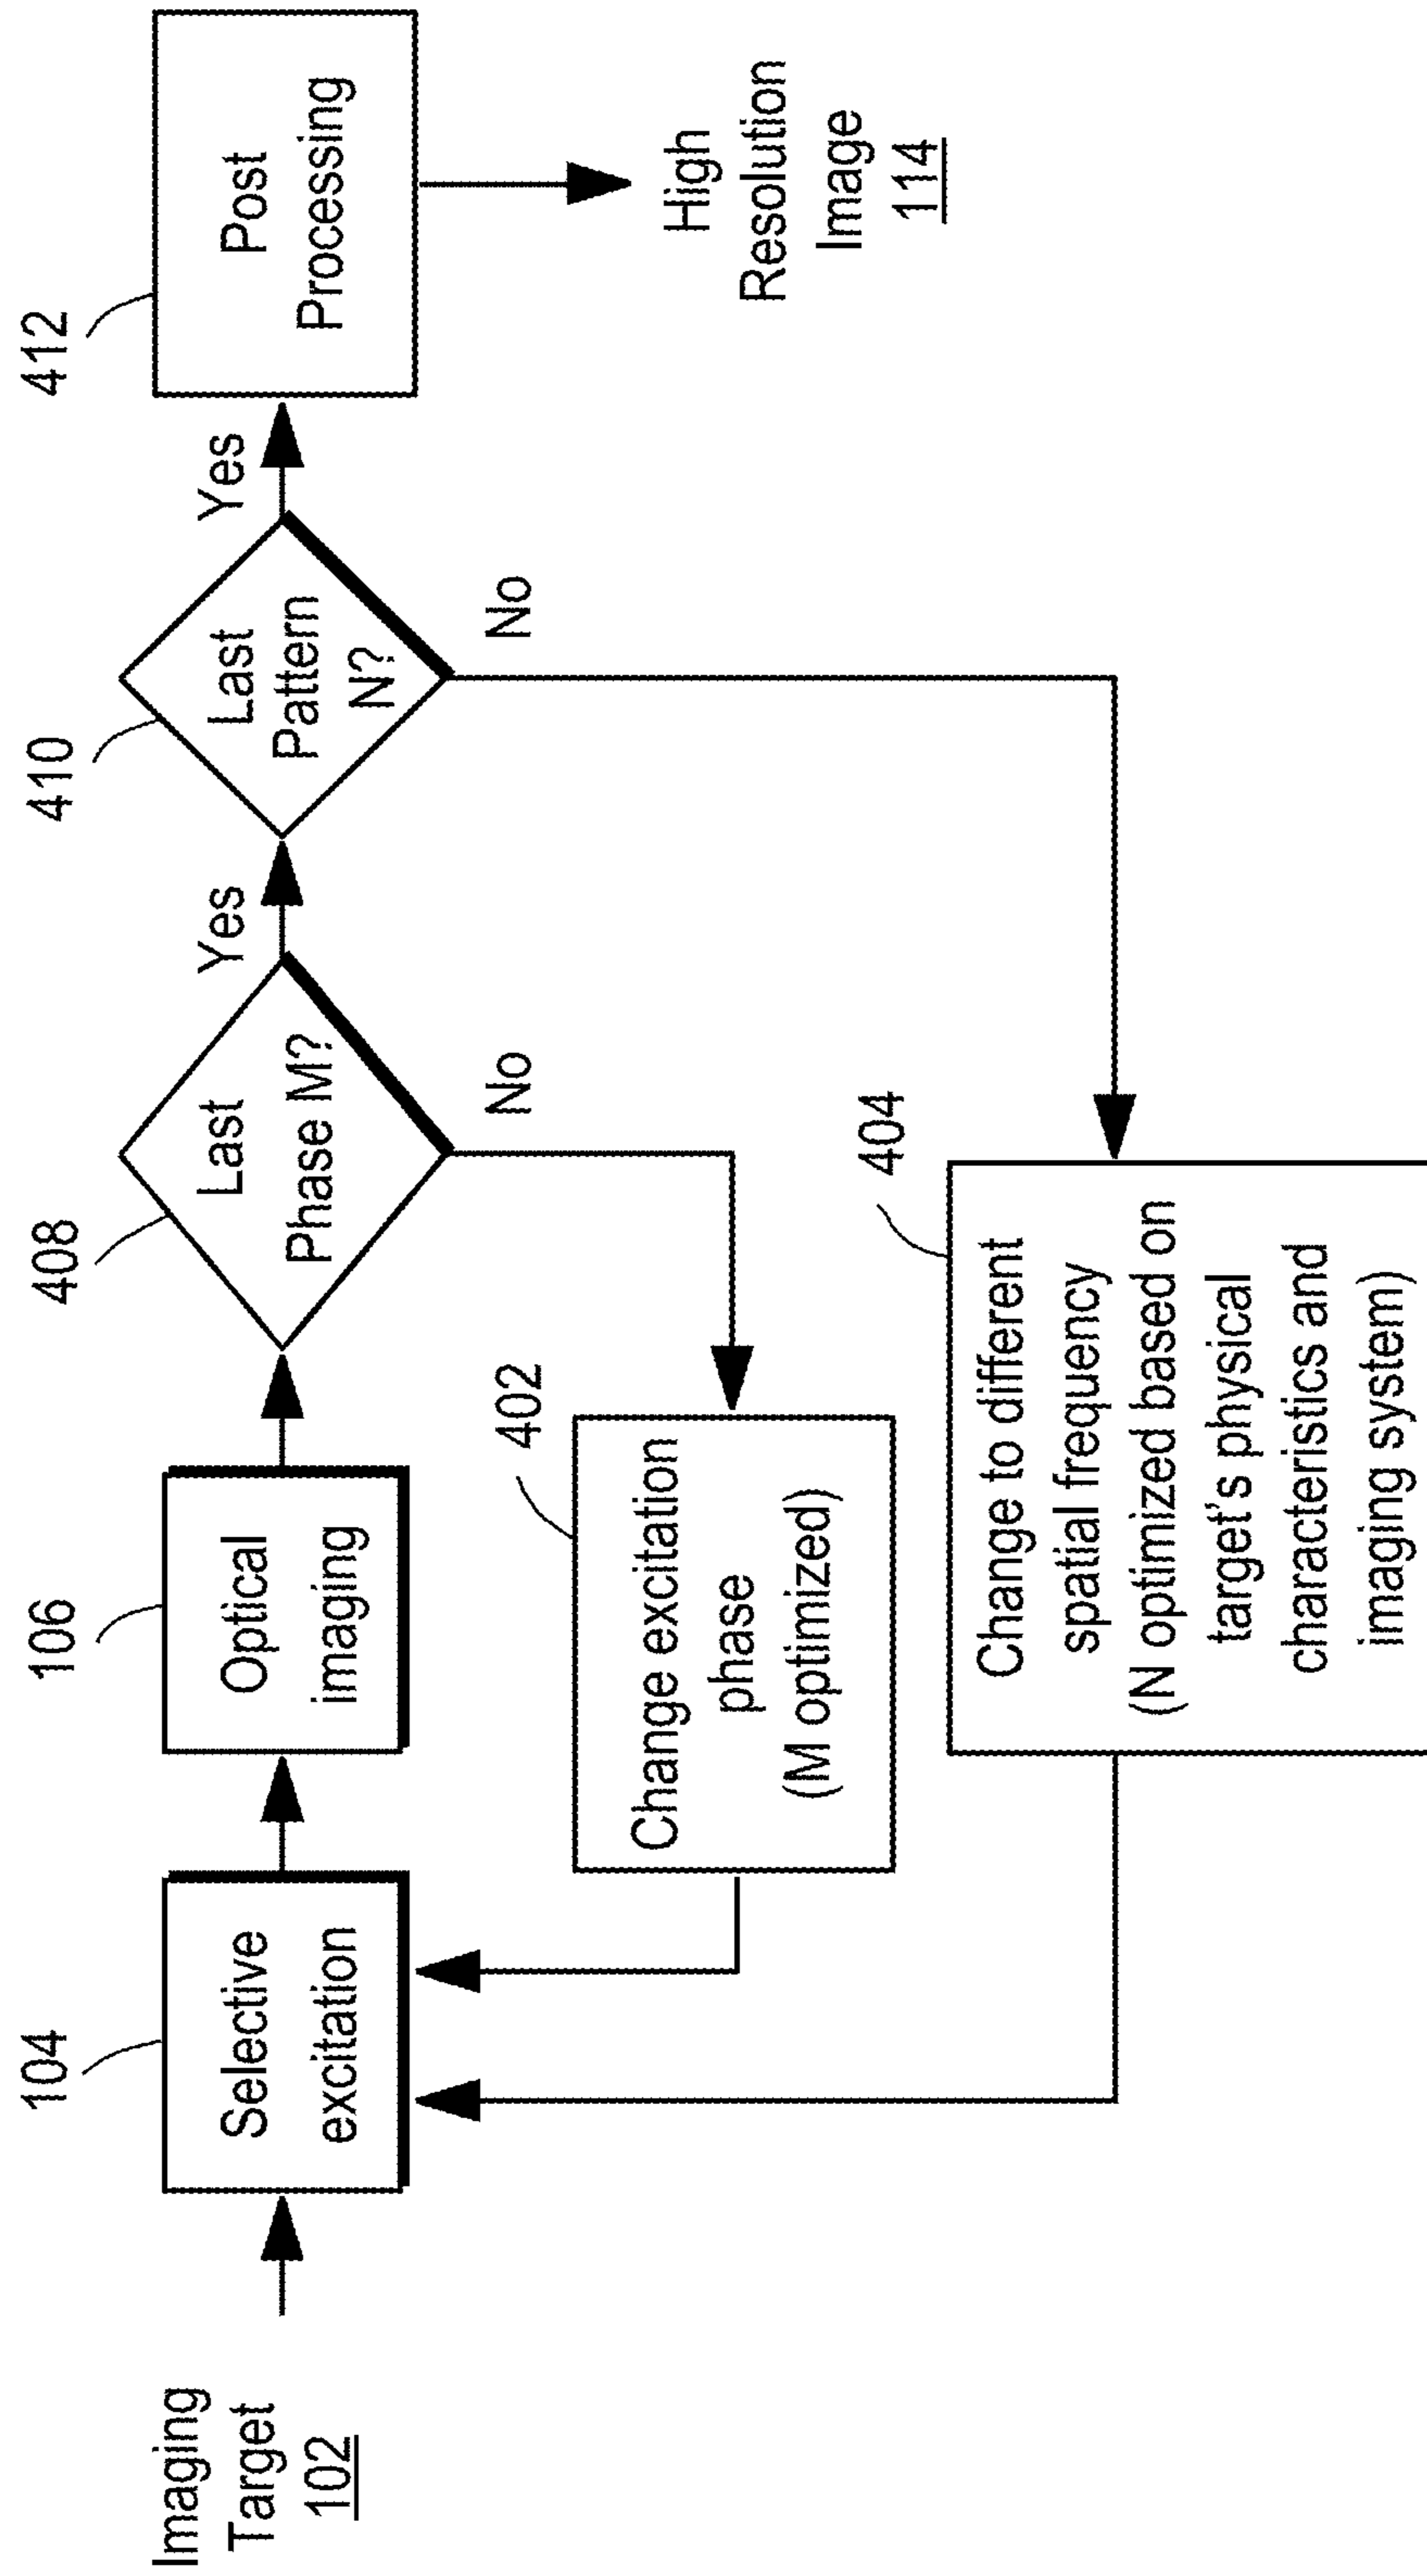 Imaging
Target
102
104
Selective
excitation
106
Optical
imaging
408
Last
Phase M?
Yes
No
410
Last
Pattern
N?
Yes
No
412
Post
Processing
High
Resolution
Image
114
402
Change excitation
phase
(M optimized)
404
Change to different
spatial frequency
(N optimized based on
target's physical
characteristics and
imaging system)